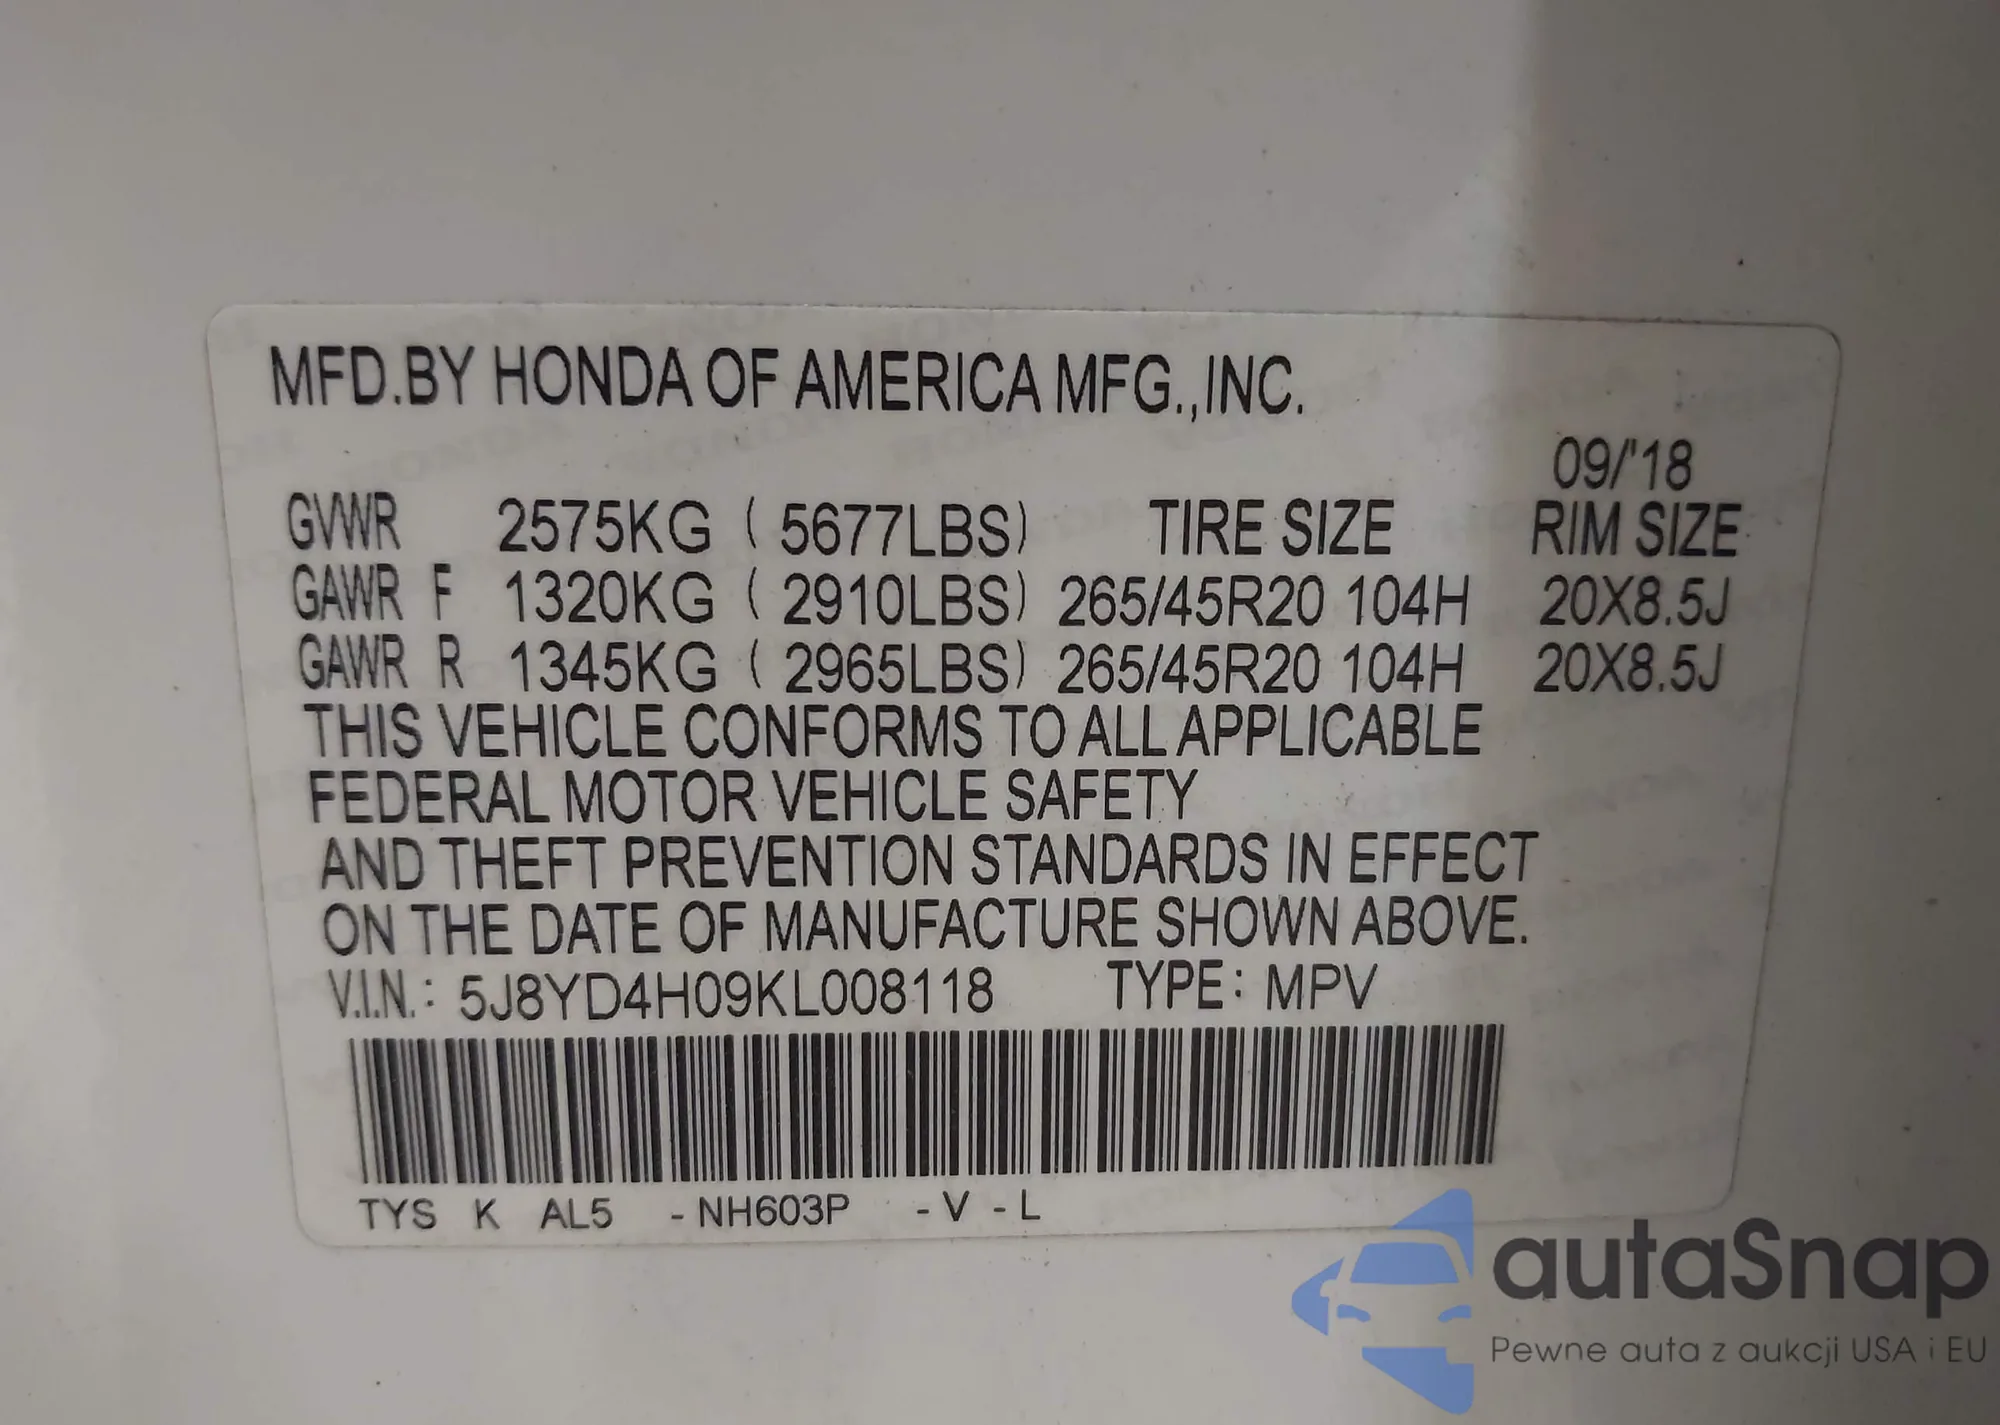 MFD.BY HONDA OF AMERICA MFG.,INC.
09/'18
GVWR 2575KG ( 5677LBS) TIRE SIZE RIM SIZE
GAWR F 1320KG ( 2910LBS) 265/45R20 104H 20X8.5J
GAWR R 1345KG ( 2965LBS) 265/45R20 104H 20X8.5J
THIS VEHICLE CONFORMS TO ALL APPLICABLE
FEDERAL MOTOR VEHICLE SAFETY
AND THEFT PREVENTION STANDARDS IN EFFECT
ON THE DATE OF MANUFACTURE SHOWN ABOVE.
V.I.N.: 5J8YD4H09KL008118 TYPE: MPV
TYS K AL5 -NH603P -V -L
autaSnap
Pewne auta z aukcji USA i EU